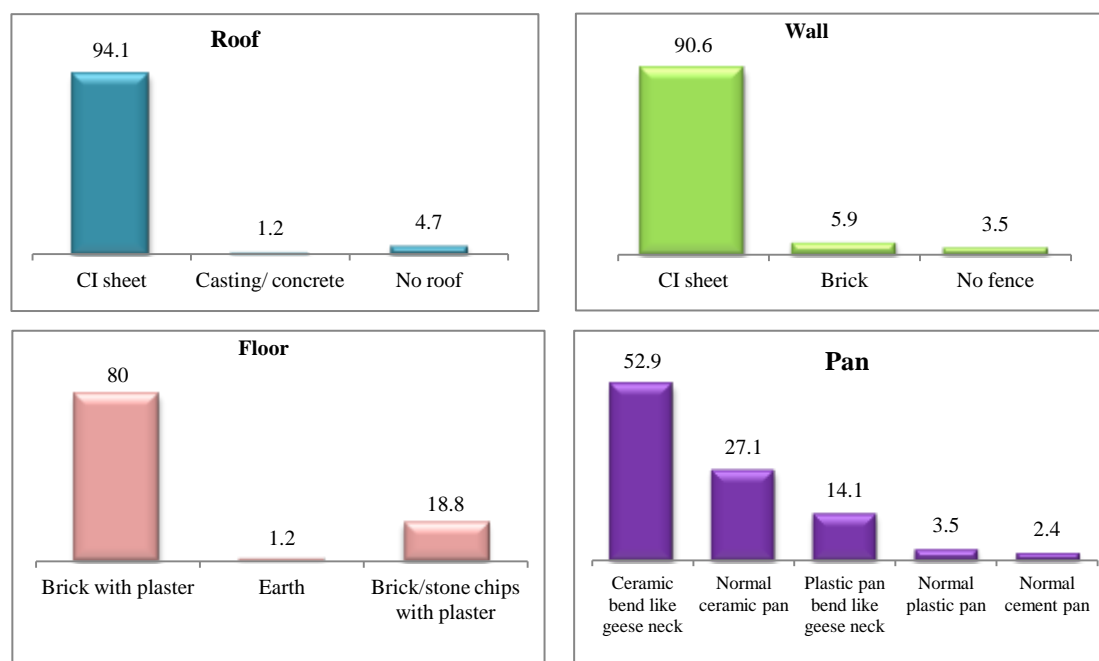 Roof
94.1
1.2
4.7
CI sheet
Casting/ concrete
No roof
Wall
90.6
5.9
3.5
CI sheet
Brick
No fence
Floor
80
1.2
18.8
Brick with plaster
Earth
Brick/stone chips
with plaster
Pan
52.9
27.1
14.1
3.5
2.4
Ceramic
bend like
geese neck
Normal
ceramic pan
Plastic pan
bend like
geese neck
Normal
plastic pan
Normal
cement pan